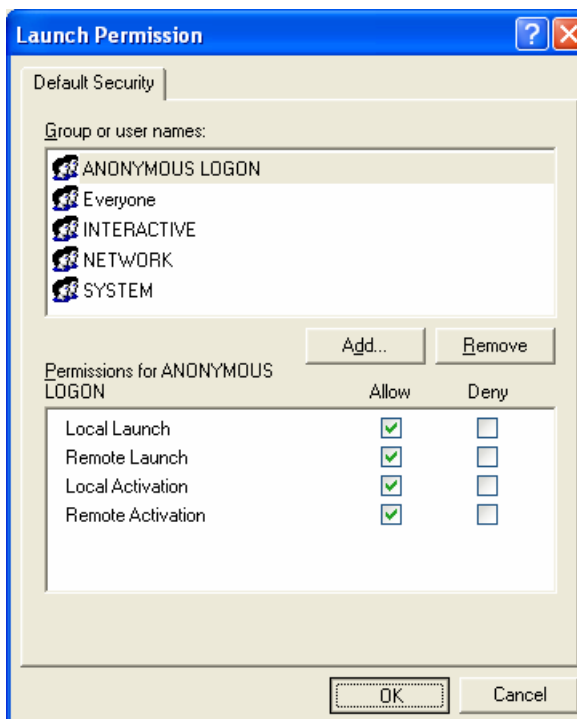 Launch Permission
Default Security
Group or user names:
ANONYMOUS LOGON
Everyone
INTERACTIVE
NETWORK
SYSTEM
Add...
Remove
Permissions for ANONYMOUS
LOGON
Allow
Deny
Local Launch
Remote Launch
Local Activation
Remote Activation
OK
Cancel